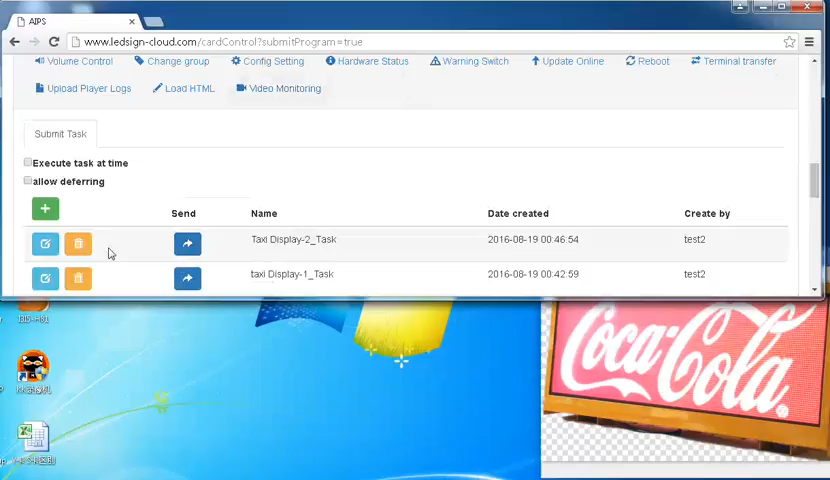 AIPS
www.ledsign-cloud.com/cardControl?submitProgram=true
Volume Control Change group Config Setting Hardware Status Warning Switch Update Online Reboot Terminal transfer
Upload Player Logs Load HTML Video Monitoring
Submit Task
Execute task at time
allow deferring
Send Name Date created Create by
Taxi Display-2_Task 2016-08-19 00:46:54 test2
taxi Display-1_Task 2016-08-19 00:42:59 test2
Coca-Cola